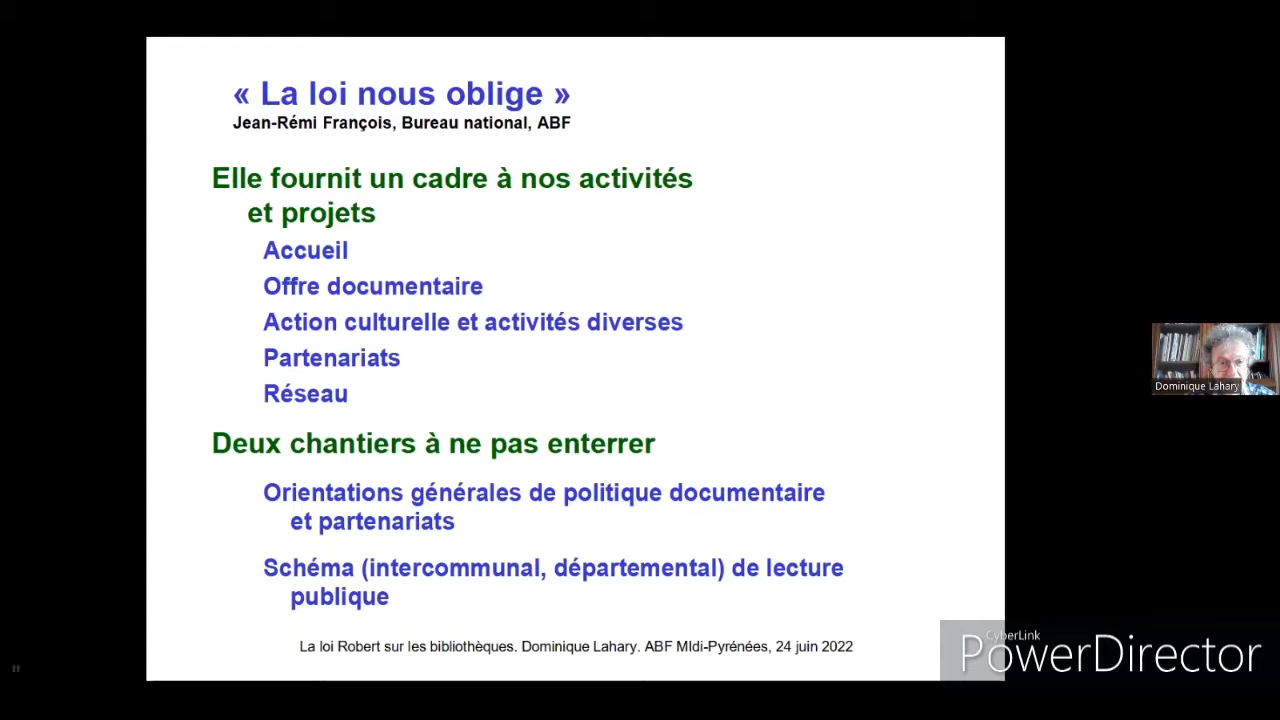 « La loi nous oblige »
Jean-Rémi François, Bureau national, ABF
Elle fournit un cadre à nos activités
et projets
Accueil
Offre documentaire
Action culturelle et activités diverses
Partenariats
Réseau
Deux chantiers à ne pas enterrer
Orientations générales de politique documentaire
et partenariats
Schéma (intercommunal, départemental) de lecture
publique
La loi Robert sur les bibliothèques. Dominique Lahary. ABF MIdi-Pyrénées, 24 juin 2022
Dominique Lahary
CyberLink
PowerDirector